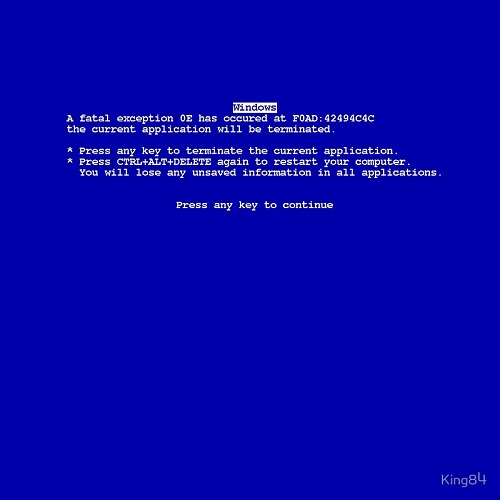 Windows
A fatal exception 0E has occured at F0AD:42494C4C
the current application will be terminated.
* Press any key to terminate the current application.
* Press CTRL+ALT+DELETE again to restart your computer.
You will lose any unsaved information in all applications.
Press any key to continue
King84